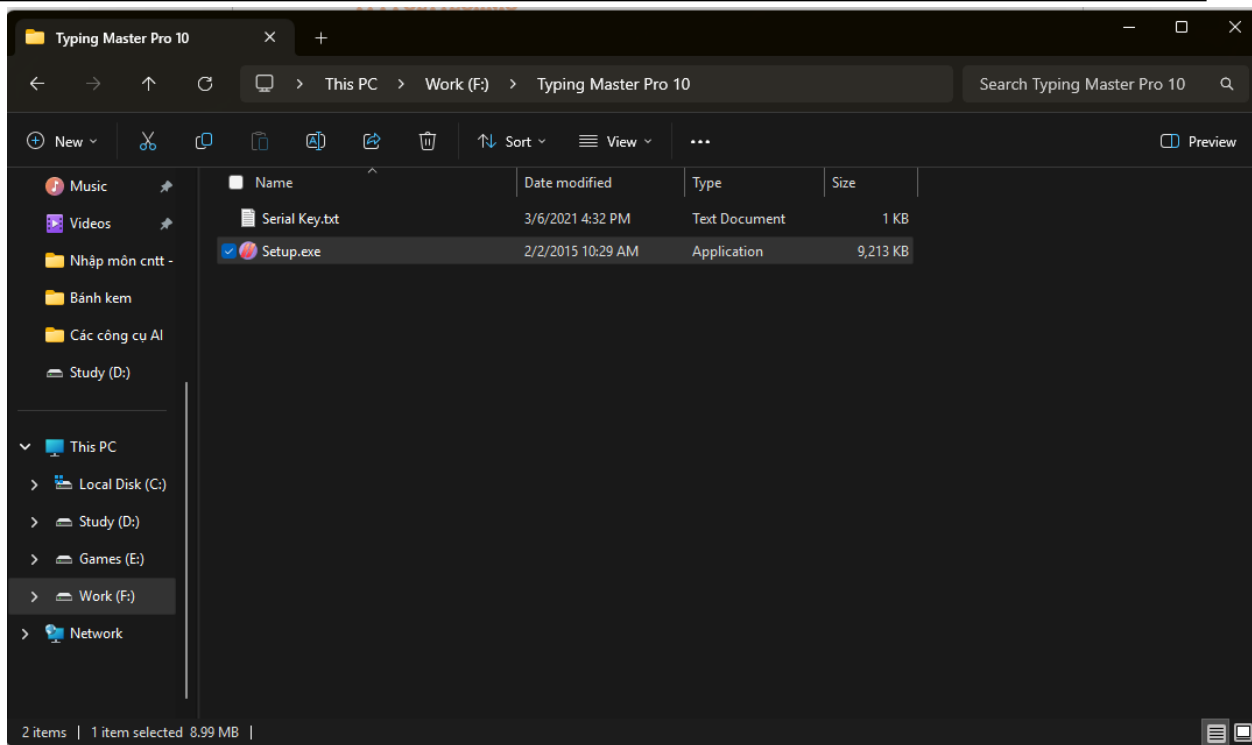 Typing Master Pro 10
This PC > Work (F:) > Typing Master Pro 10
Search Typing Master Pro 10
New
Sort
View
Preview
Music
Videos
Nhập môn cntt -
Bánh kem
Các công cụ AI
Study (D:)
This PC
Local Disk (C:)
Study (D:)
Games (E:)
Work (F:)
Network
Name Date modified Type Size
Serial Key.txt 3/6/2021 4:32 PM Text Document 1 KB
Setup.exe 2/2/2015 10:29 AM Application 9,213 KB
2 items | 1 item selected 8.99 MB |